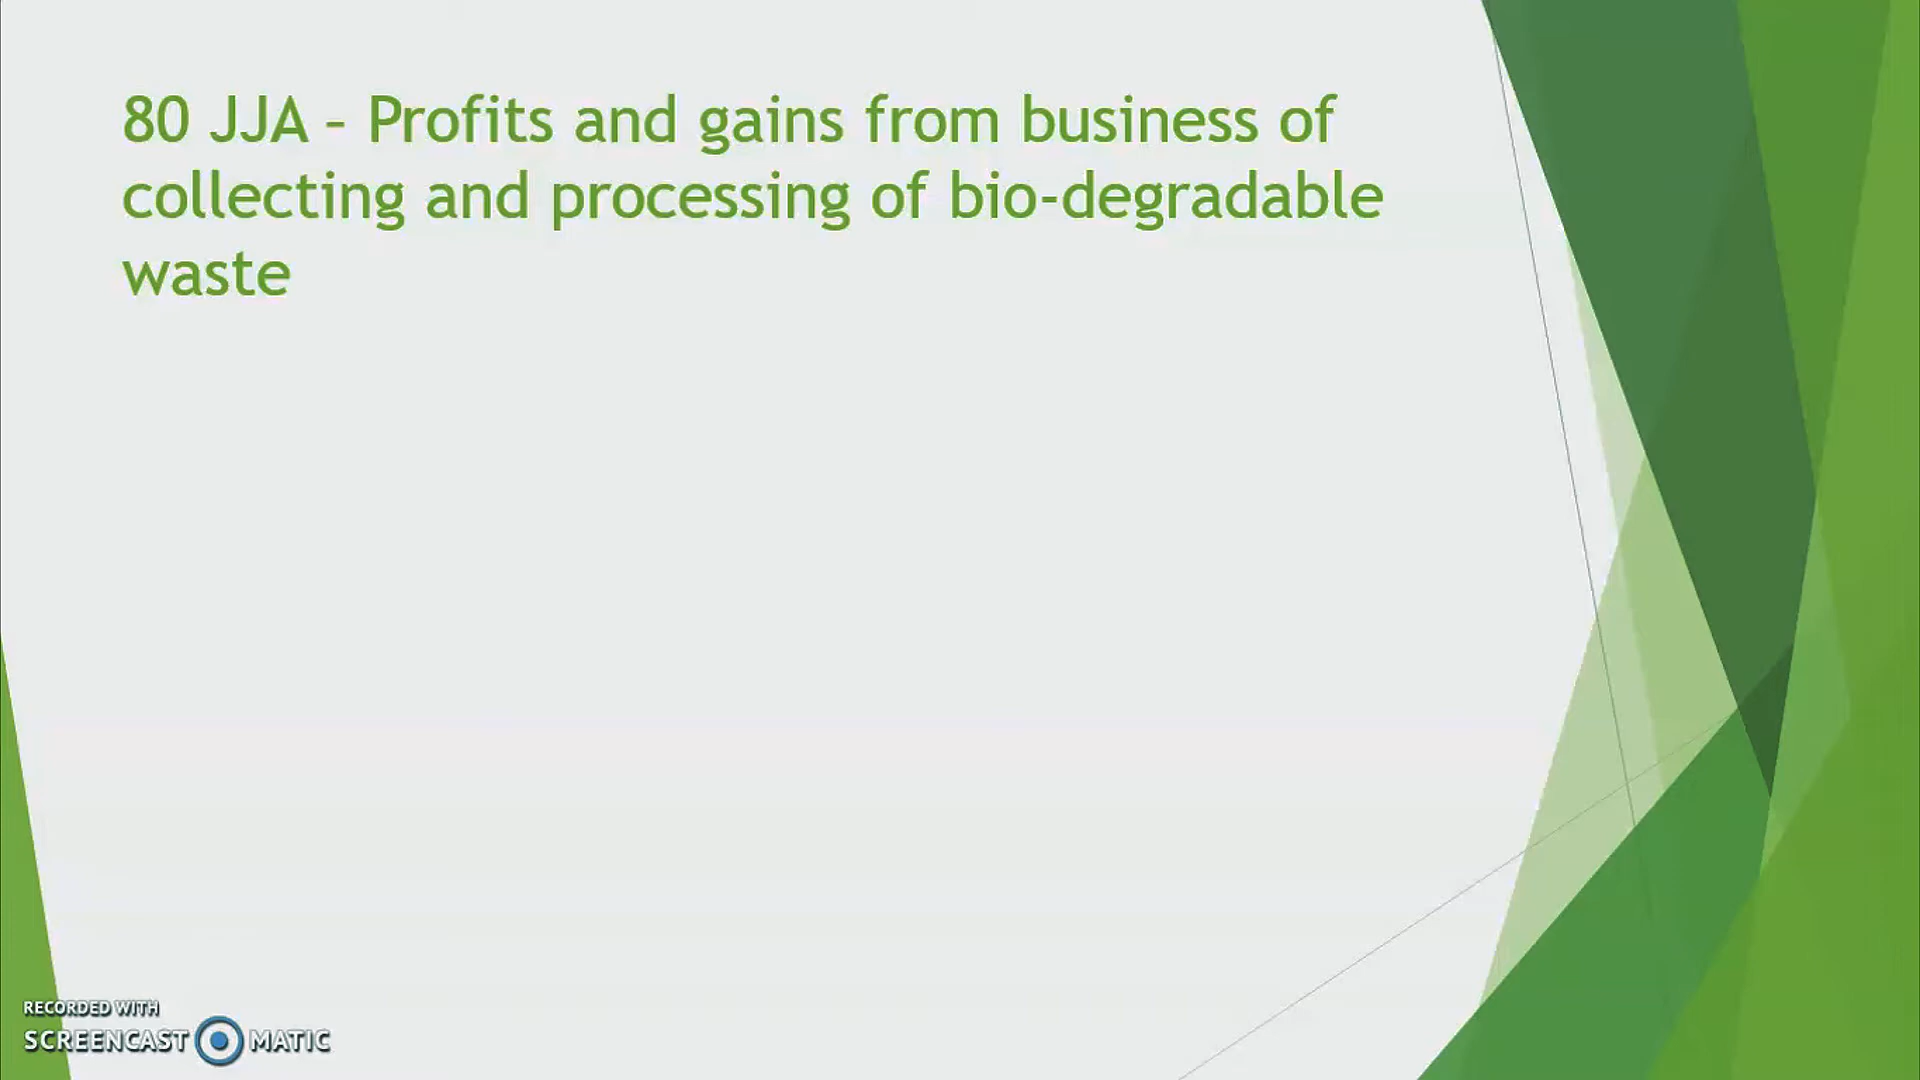 80 JJA – Profits and gains from business of
collecting and processing of bio-degradable
waste
RECORDED WITH
SCREENCAST MATIC